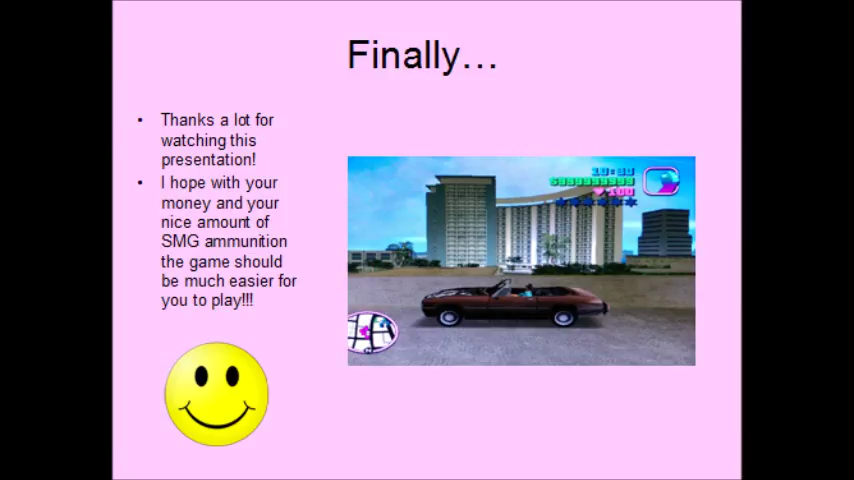 Finally…
• Thanks a lot for
watching this
presentation!
• I hope with your
money and your
nice amount of
SMG ammunition
the game should
be much easier for
you to play!!!
100